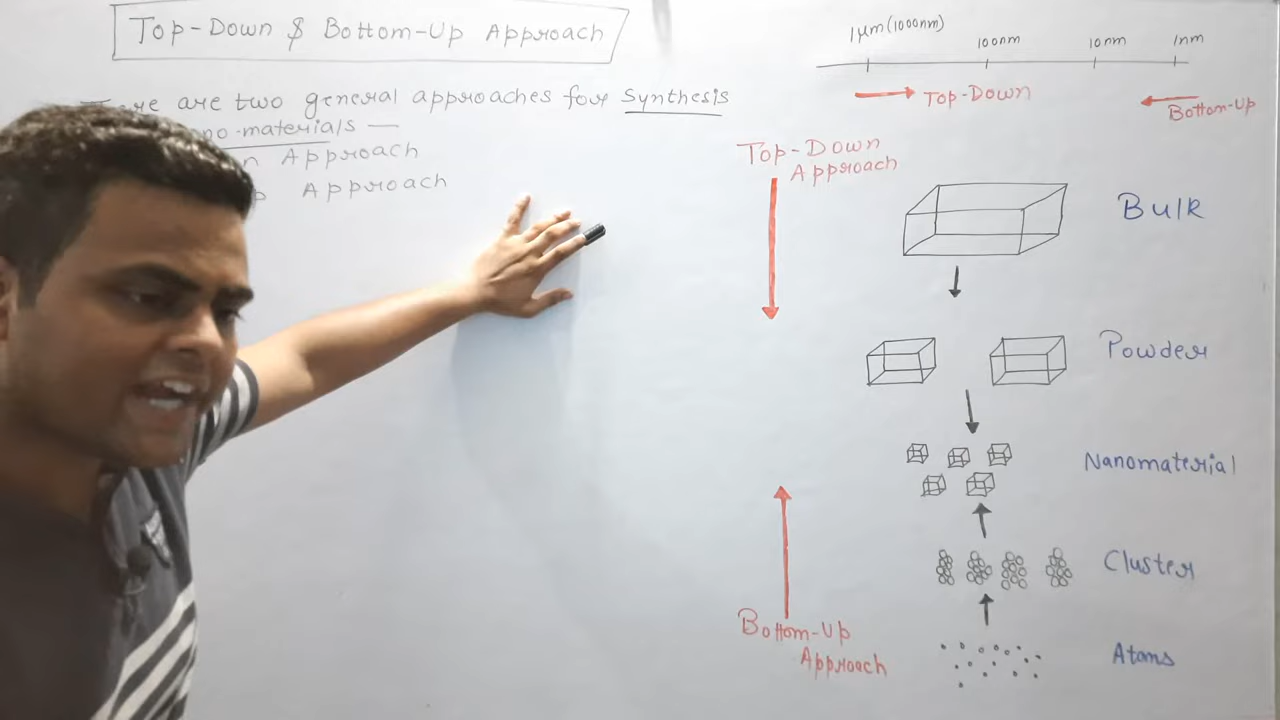 Top-Down & Bottom-Up Approach
are two general approaches for Synthesis
no-materials —
n Approach
p Approach
1μm(1000nm) 100nm 10nm 1nm
Top-Down
Bottom-Up
Top-Down
Approach
Bulk
Powder
Nanomaterial
Cluster
Bottom-Up
Approach
Atoms